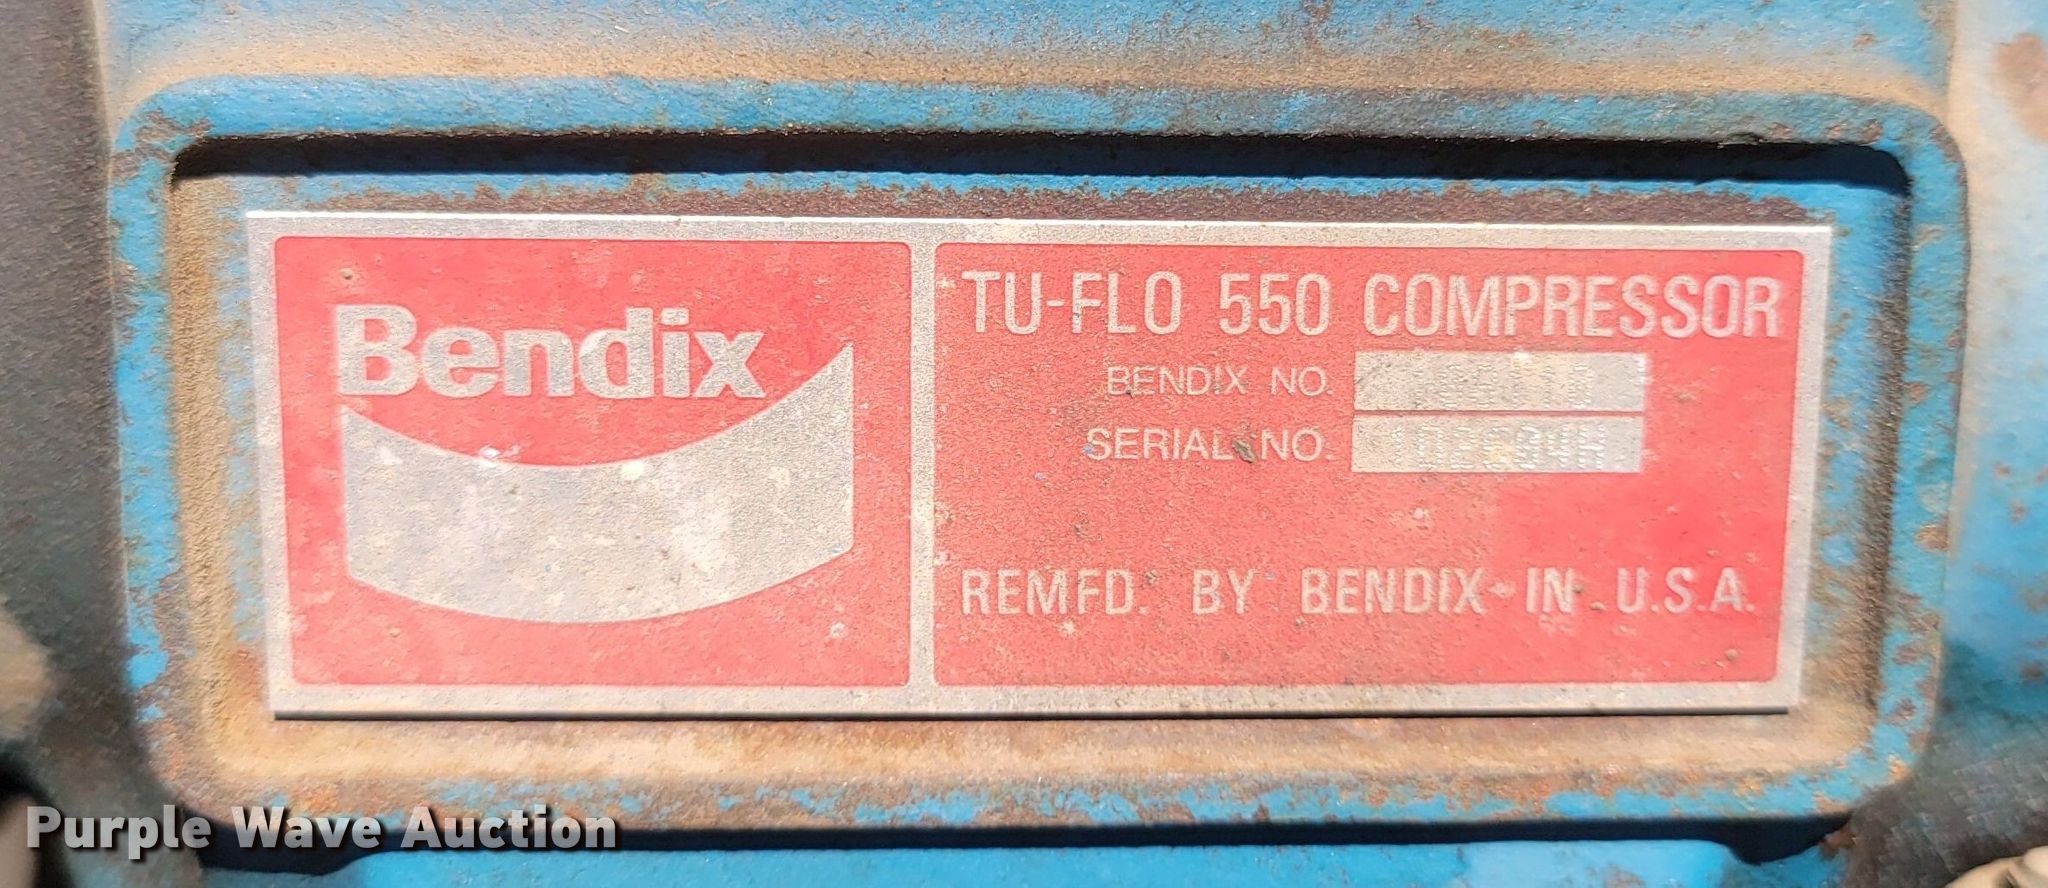 Bendix
TU-FLO 550 COMPRESSOR
BENDIX NO.
SERIAL NO.
REMFD. BY BENDIX IN U.S.A.
Purple Wave Auction